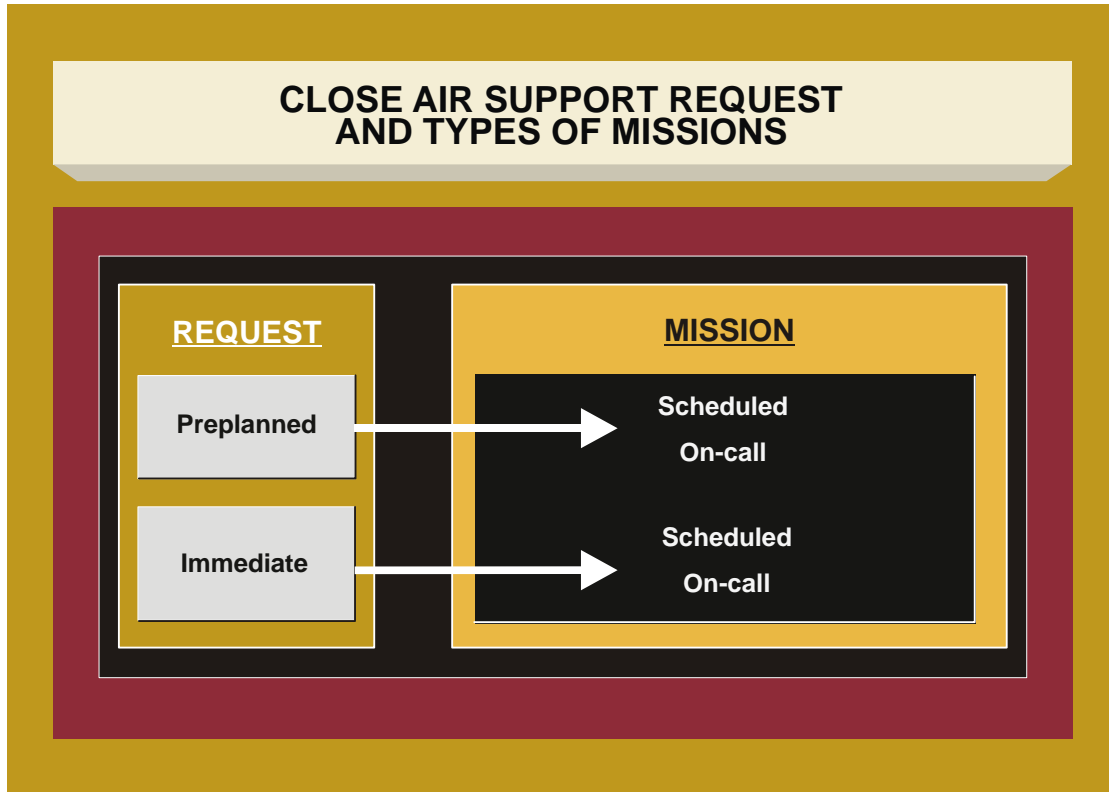 CLOSE AIR SUPPORT REQUEST
AND TYPES OF MISSIONS
REQUEST
Preplanned
Immediate
MISSION
Scheduled
On-call
Scheduled
On-call